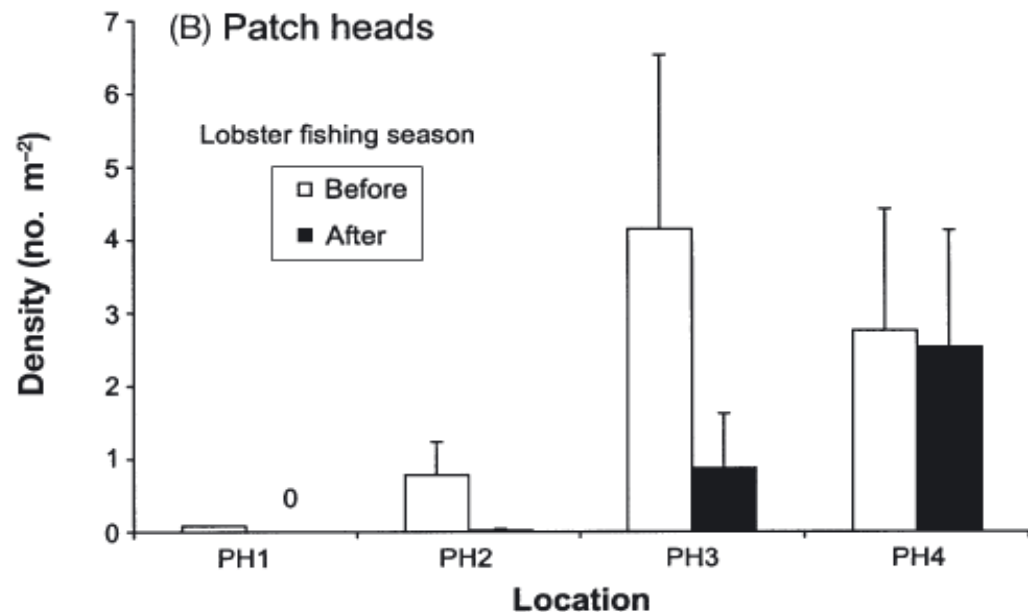 (B) Patch heads
Lobster fishing season
Before
After
Density (no. m⁻²)
7
6
5
4
3
2
1
0
0
PH1 PH2 PH3 PH4
Location